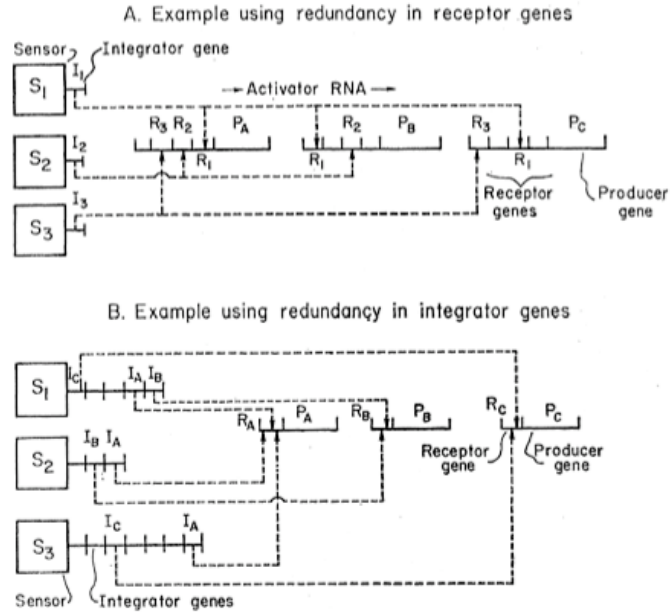 A. Example using redundancy in receptor genes
Sensor Integrator gene
S1 I1
→ Activator RNA →
R3 R2 PA R2 PB R3 PC
S2 I2
R1 R1 R1
I3
Receptor genes
Producer gene
S3
B. Example using redundancy in integrator genes
S1 IC IA IB
RA PA RB PB RC PC
IB IA
S2
Receptor gene
Producer gene
IC IA
S3
Sensor Integrator genes